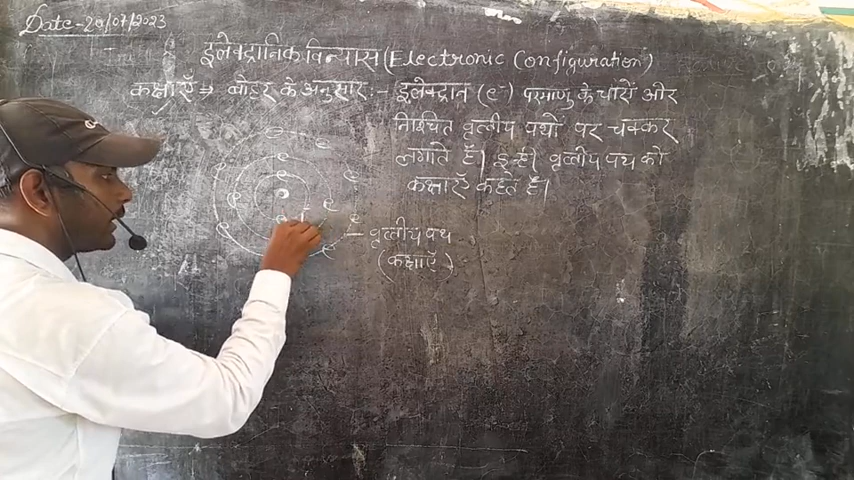 Date - 20/07/2023
इलेक्ट्रानिक विन्यास (Electronic Configuration)
कक्षाएँ ⇒ बोहर के अनुसार :- इलेक्ट्रान (e⁻) परमाणु के चारों ओर
निश्चित वृत्तीय पथों पर चक्कर
लगाते हैं| इन्ही वृत्तीय पथ को
कक्षाएँ कहते हैं|
वृत्तीय पथ
(कक्षाएँ)